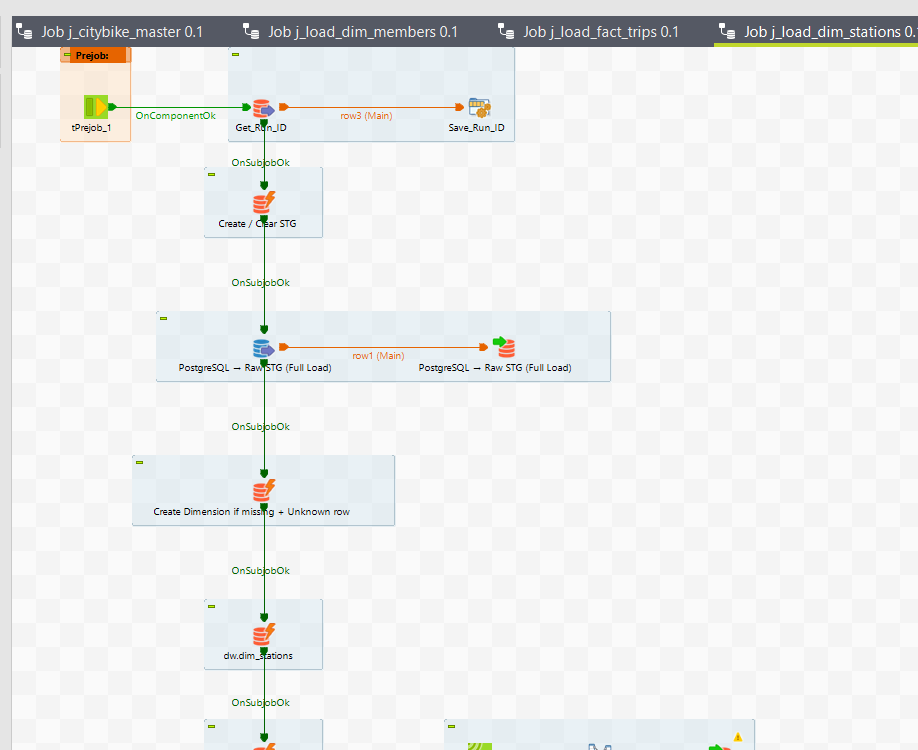 Job j_citybike_master 0.1
Job j_load_dim_members 0.1
Job j_load_fact_trips 0.1
Job j_load_dim_stations 0.1
Prejob:
tPrejob_1
OnComponentOk
Get_Run_ID
row3 (Main)
Save_Run_ID
OnSubjobOk
Create / Clear STG
OnSubjobOk
row1 (Main)
PostgreSQL → Raw STG (Full Load)
PostgreSQL → Raw STG (Full Load)
OnSubjobOk
Create Dimension if missing + Unknown row
OnSubjobOk
dw.dim_stations
OnSubjobOk